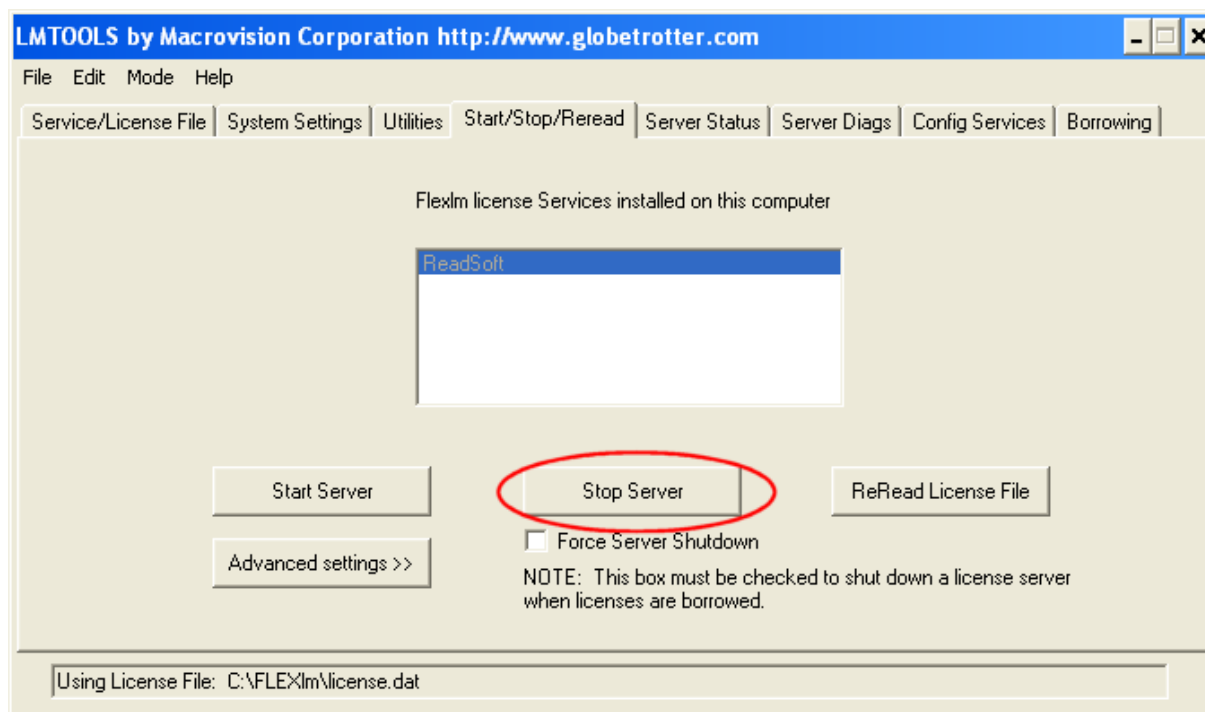 LMTOOLS by Macrovision Corporation http://www.globetrotter.com
File Edit Mode Help
Service/License File System Settings Utilities Start/Stop/Reread Server Status Server Diags Config Services Borrowing
Flexlm license Services installed on this computer
ReadSoft
Start Server Stop Server ReRead License File
Force Server Shutdown
Advanced settings >>
NOTE: This box must be checked to shut down a license server
when licenses are borrowed.
Using License File: C:\FLEXlm\license.dat